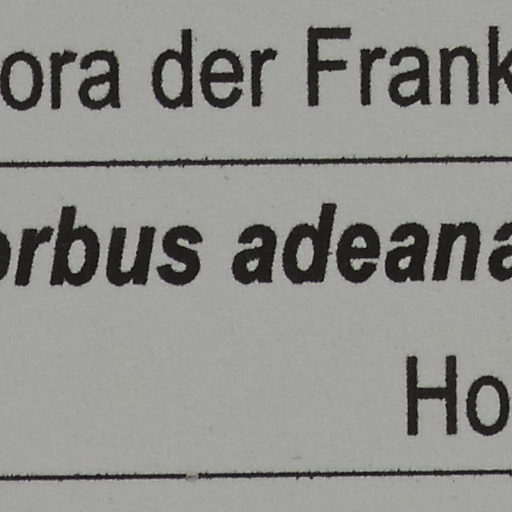 ora der Frank
orbus adeana
Ho